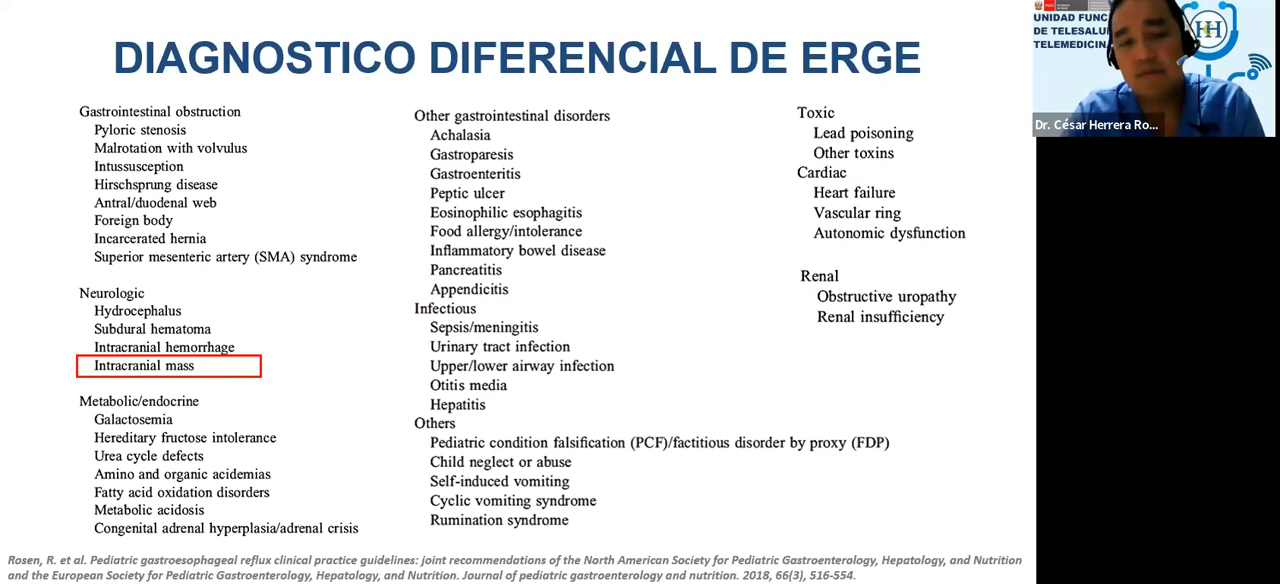 DIAGNOSTICO DIFERENCIAL DE ERGE
Gastrointestinal obstruction
Pyloric stenosis
Malrotation with volvulus
Intussusception
Hirschsprung disease
Antral/duodenal web
Foreign body
Incarcerated hernia
Superior mesenteric artery (SMA) syndrome
Neurologic
Hydrocephalus
Subdural hematoma
Intracranial hemorrhage
Intracranial mass
Metabolic/endocrine
Galactosemia
Hereditary fructose intolerance
Urea cycle defects
Amino and organic acidemias
Fatty acid oxidation disorders
Metabolic acidosis
Congenital adrenal hyperplasia/adrenal crisis
Other gastrointestinal disorders
Achalasia
Gastroparesis
Gastroenteritis
Peptic ulcer
Eosinophilic esophagitis
Food allergy/intolerance
Inflammatory bowel disease
Pancreatitis
Appendicitis
Infectious
Sepsis/meningitis
Urinary tract infection
Upper/lower airway infection
Otitis media
Hepatitis
Others
Pediatric condition falsification (PCF)/factitious disorder by proxy (FDP)
Child neglect or abuse
Self-induced vomiting
Cyclic vomiting syndrome
Rumination syndrome
Toxic
Lead poisoning
Other toxins
Cardiac
Heart failure
Vascular ring
Autonomic dysfunction
Renal
Obstructive uropathy
Renal insufficiency
Rosen, R. et al. Pediatric gastroesophageal reflux clinical practice guidelines: joint recommendations of the North American Society for Pediatric Gastroenterology, Hepatology, and Nutrition
and the European Society for Pediatric Gastroenterology, Hepatology, and Nutrition. Journal of pediatric gastroenterology and nutrition. 2018, 66(3), 516-554.
UNIDAD FUNC
DE TELESALU
TELEMEDICINA
HH
Dr. César Herrera Ro...